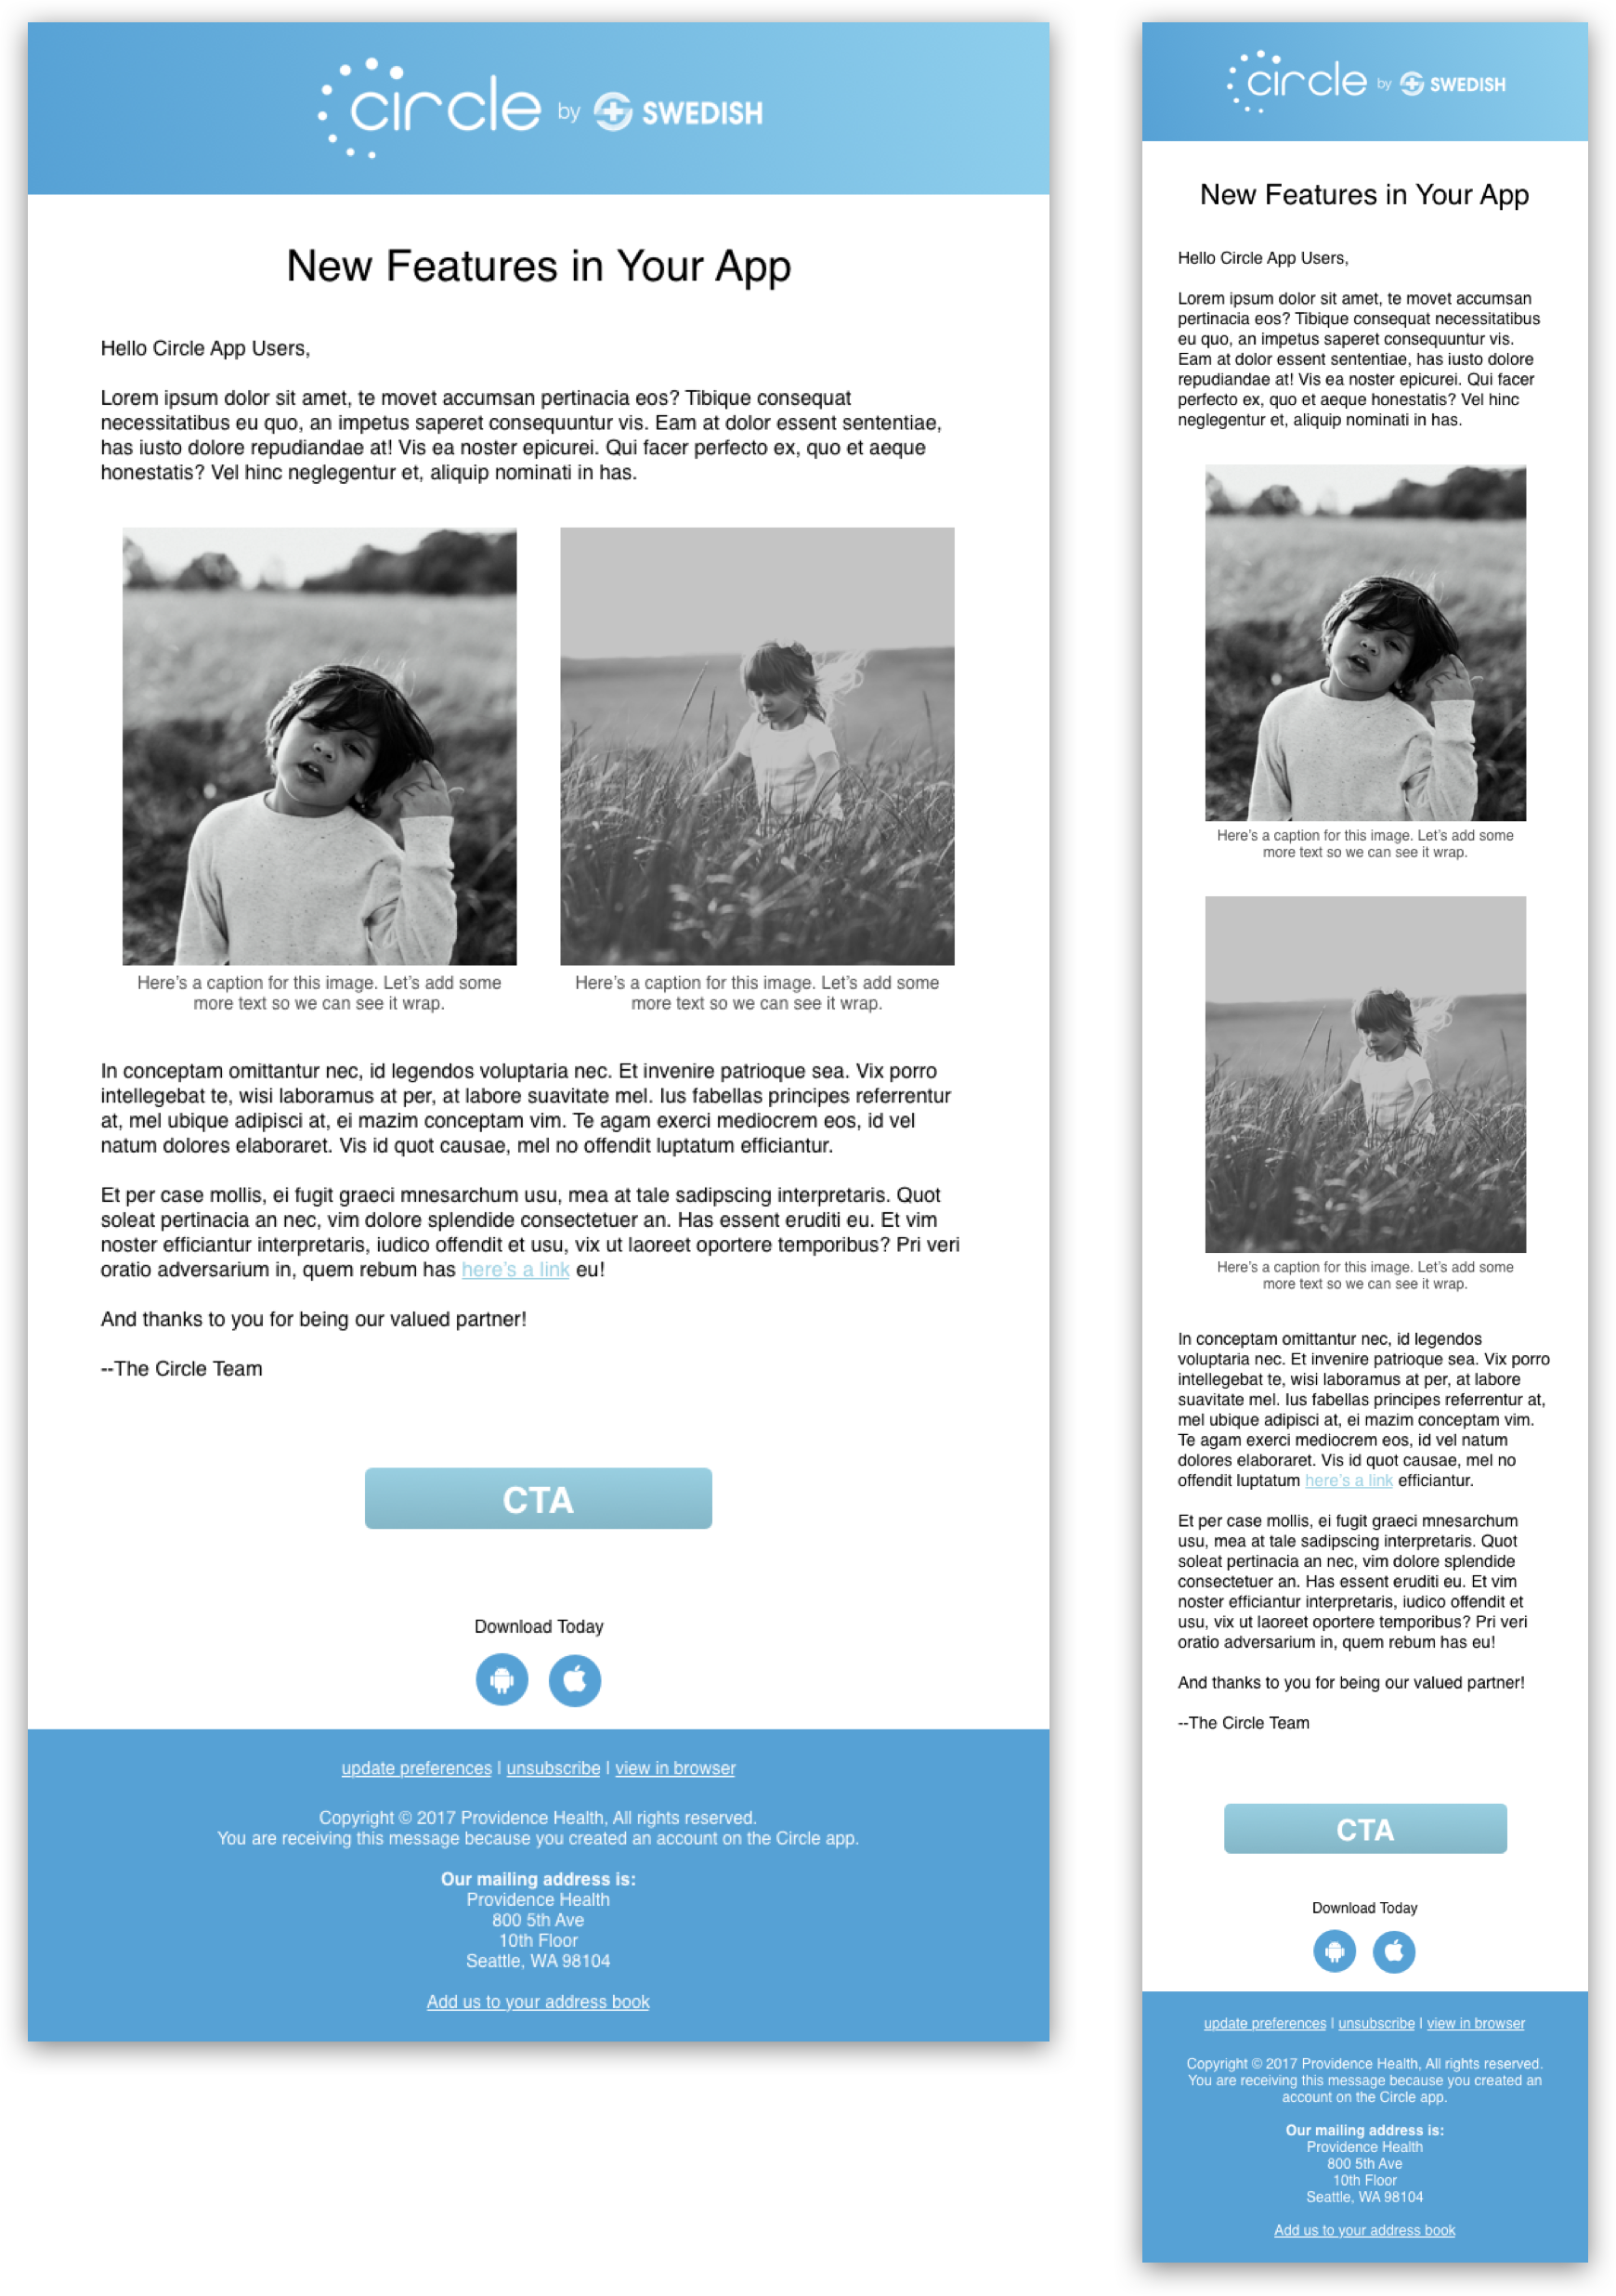 circle by SWEDISH
New Features in Your App
Hello Circle App Users,
Lorem ipsum dolor sit amet, te movet accumsan pertinacia eos? Tibique consequat
necessitatibus eu quo, an impetus saperet consequuntur vis. Eam at dolor essent sententiae,
has iusto dolore repudiandae at! Vis ea noster epicurei. Qui facer perfecto ex, quo et aeque
honestatis? Vel hinc neglegentur et, aliquip nominati in has.
Here's a caption for this image. Let's add some
more text so we can see it wrap.
Here's a caption for this image. Let's add some
more text so we can see it wrap.
In conceptam omittantur nec, id legendos voluptaria nec. Et invenire patrioque sea. Vix porro
intellegebat te, wisi laboramus at per, at labore suavitate mel. Ius fabellas principes referrentur
at, mel ubique adipisci at, ei mazim conceptam vim. Te agam exerci mediocrem eos, id vel
natum dolores elaboraret. Vis id quot causae, mel no offendit luptatum efficiantur.
Et per case mollis, ei fugit graeci mnesarchum usu, mea at tale sadipscing interpretaris. Quot
soleat pertinacia an nec, vim dolore splendide consectetuer an. Has essent eruditi eu. Et vim
noster efficiantur interpretaris, iudico offendit et usu, vix ut laoreet oportere temporibus? Pri veri
oratio adversarium in, quem rebum has here's a link eu!
And thanks to you for being our valued partner!
--The Circle Team
CTA
Download Today
update preferences | unsubscribe | view in browser
Copyright © 2017 Providence Health, All rights reserved.
You are receiving this message because you created an account on the Circle app.
Our mailing address is:
Providence Health
800 5th Ave
10th Floor
Seattle, WA 98104
Add us to your address book
circle by SWEDISH
New Features in Your App
Hello Circle App Users,
Lorem ipsum dolor sit amet, te movet accumsan
pertinacia eos? Tibique consequat necessitatibus
eu quo, an impetus saperet consequuntur vis.
Eam at dolor essent sententiae, has iusto dolore
repudiandae at! Vis ea noster epicurei. Qui facer
perfecto ex, quo et aeque honestatis? Vel hinc
neglegentur et, aliquip nominati in has.
Here's a caption for this image. Let's add some
more text so we can see it wrap.
Here's a caption for this image. Let's add some
more text so we can see it wrap.
In conceptam omittantur nec, id legendos
voluptaria nec. Et invenire patrioque sea. Vix porro
intellegebat te, wisi laboramus at per, at labore
suavitate mel. Ius fabellas principes referrentur at,
mel ubique adipisci at, ei mazim conceptam vim.
Te agam exerci mediocrem eos, id vel natum
dolores elaboraret. Vis id quot causae, mel no
offendit luptatum here's a link efficiantur.
Et per case mollis, ei fugit graeci mnesarchum
usu, mea at tale sadipscing interpretaris. Quot
soleat pertinacia an nec, vim dolore splendide
consectetuer an. Has essent eruditi eu. Et vim
noster efficiantur interpretaris, iudico offendit et
usu, vix ut laoreet oportere temporibus? Pri veri
oratio adversarium in, quem rebum has eu!
And thanks to you for being our valued partner!
--The Circle Team
CTA
Download Today
update preferences | unsubscribe | view in browser
Copyright © 2017 Providence Health, All rights reserved.
You are receiving this message because you created an
account on the Circle app.
Our mailing address is:
Providence Health
800 5th Ave
10th Floor
Seattle, WA 98104
Add us to your address book